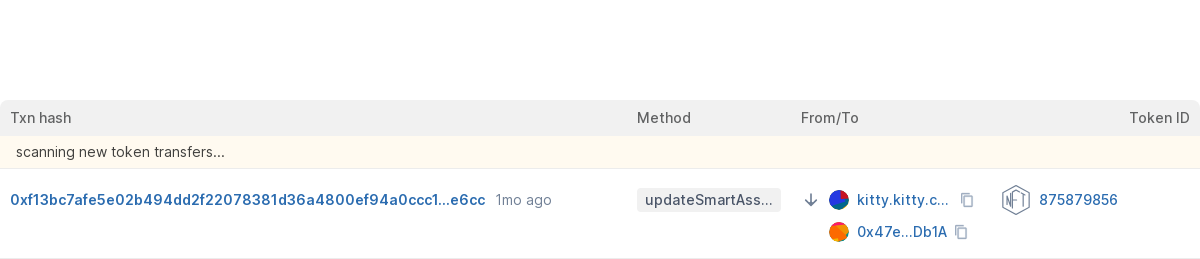 Txn hash Method From/To Token ID
scanning new token transfers...
0xf13bc7afe5e02b494dd2f22078381d36a4800ef94a0ccc1...e6cc 1mo ago updateSmartAss... kitty.kitty.c... NFT 875879856
0x47e...Db1A